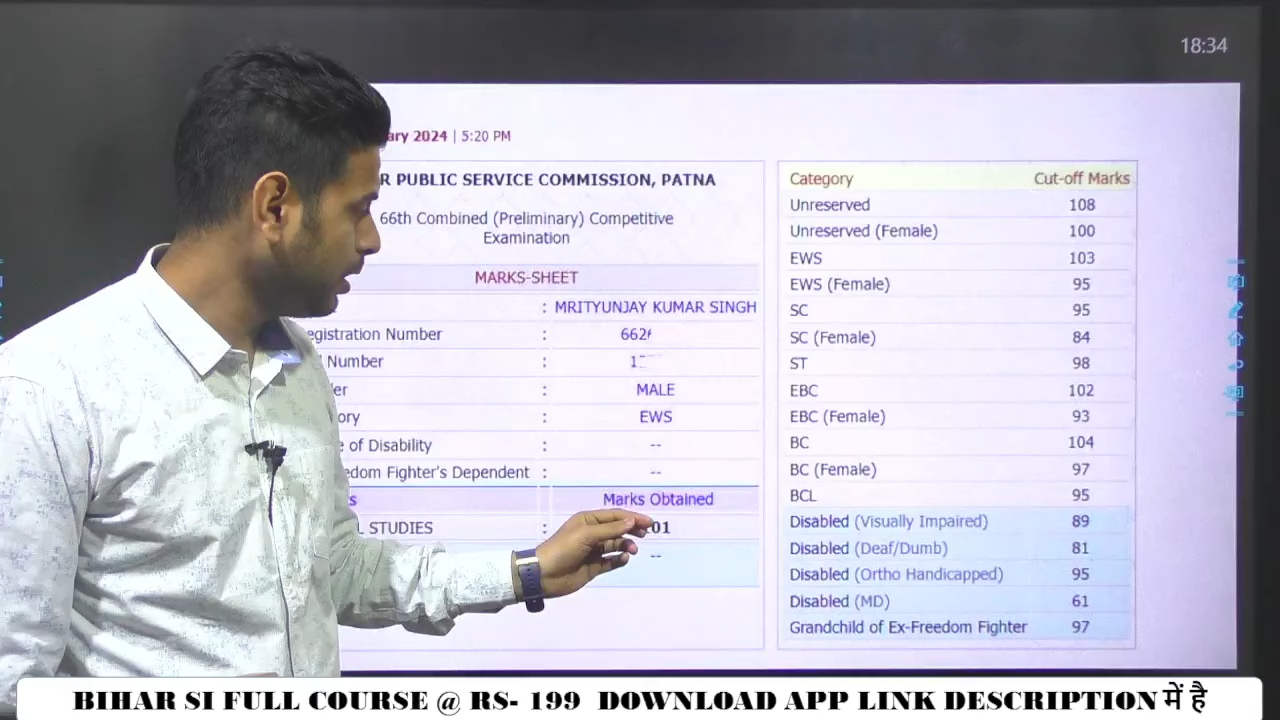 18:34
ary 2024 | 5:20 PM
R PUBLIC SERVICE COMMISSION, PATNA
66th Combined (Preliminary) Competitive
Examination
MARKS-SHEET
: MRITYUNJAY KUMAR SINGH
egistration Number :
Number :
er : MALE
ory : EWS
e of Disability : --
edom Fighter's Dependent : --
s Marks Obtained
STUDIES : 01
--
Category Cut-off Marks
Unreserved 108
Unreserved (Female) 100
EWS 103
EWS (Female) 95
SC 95
SC (Female) 84
ST 98
EBC 102
EBC (Female) 93
BC 104
BC (Female) 97
BCL 95
Disabled (Visually Impaired) 89
Disabled (Deaf/Dumb) 81
Disabled (Ortho Handicapped) 95
Disabled (MD) 61
Grandchild of Ex-Freedom Fighter 97
BIHAR SI FULL COURSE @ RS- 199 DOWNLOAD APP LINK DESCRIPTION में है